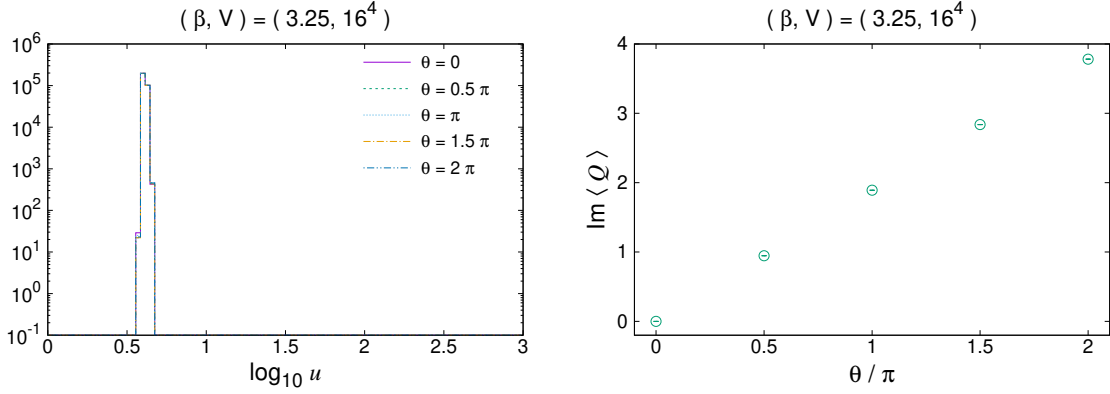 ( β, V ) = ( 3.25, 16⁴ )
10⁶
10⁵
10⁴
10³
10²
10¹
10⁰
10⁻¹
θ = 0
θ = 0.5 π
θ = π
θ = 1.5 π
θ = 2 π
0 0.5 1 1.5 2 2.5 3
log₁₀ u
( β, V ) = ( 3.25, 16⁴ )
4
3
2
1
0
Im ⟨ Q ⟩
0 0.5 1 1.5 2
θ / π